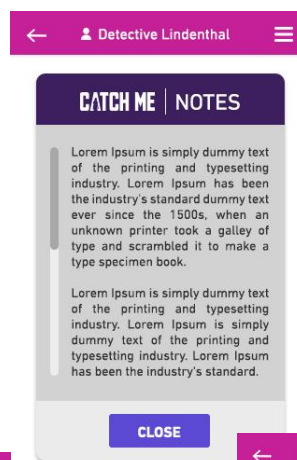 Detective Lindenthal
CATCH ME | NOTES
Lorem Ipsum is simply dummy text
of the printing and typesetting
industry. Lorem Ipsum has been
the industry's standard dummy text
ever since the 1500s, when an
unknown printer took a galley of
type and scrambled it to make a
type specimen book.
Lorem Ipsum is simply dummy text
of the printing and typesetting
industry. Lorem Ipsum is simply
dummy text of the printing and
typesetting industry. Lorem Ipsum
has been the industry's standard.
CLOSE